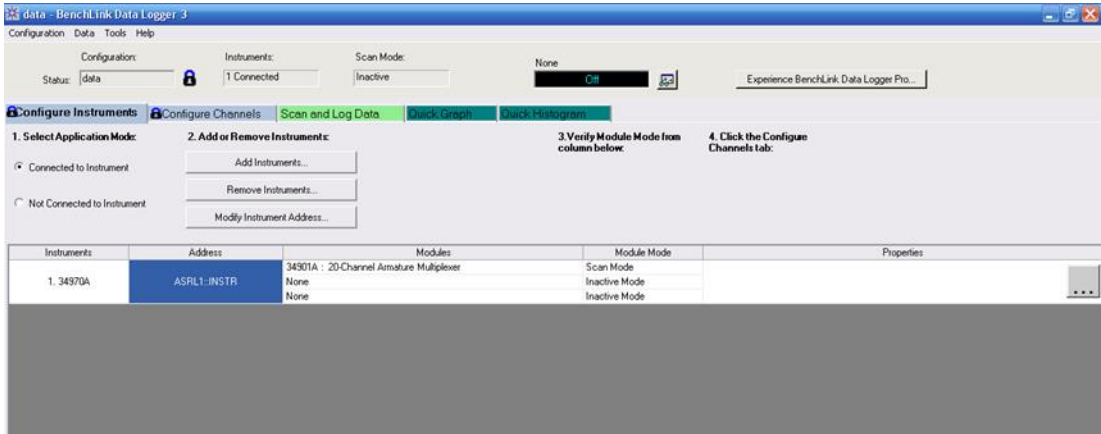 data - BenchLink Data Logger 3
Configuration Data Tools Help
Configuration: Instruments: Scan Mode: None
Status: data 1 Connected Inactive Off Experience BenchLink Data Logger Pro...
Configure Instruments Configure Channels Scan and Log Data Quick Graph Quick Histogram
1. Select Application Mode: 2. Add or Remove Instruments: 3.Verify Module Mode from column below: 4. Click the Configure Channels tab:
Connected to Instrument
Not Connected to Instrument
Add Instruments...
Remove Instruments...
Modify Instrument Address...
Instruments Address Modules Module Mode Properties
1. 34970A ASRL1::INSTR 34901A : 20-Channel Armature Multiplexer Scan Mode
None Inactive Mode
None Inactive Mode
...